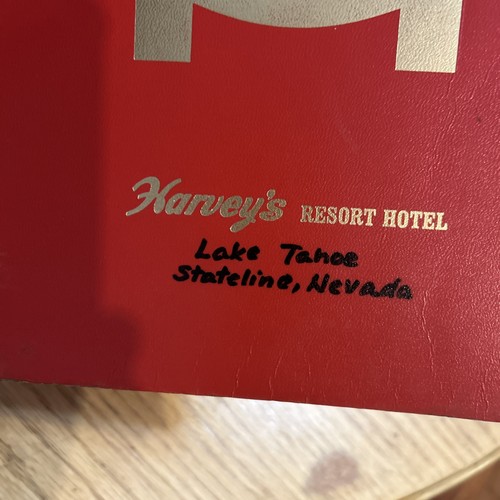 Harvey's RESORT HOTEL
Lake Tahoe
Stateline, Nevada